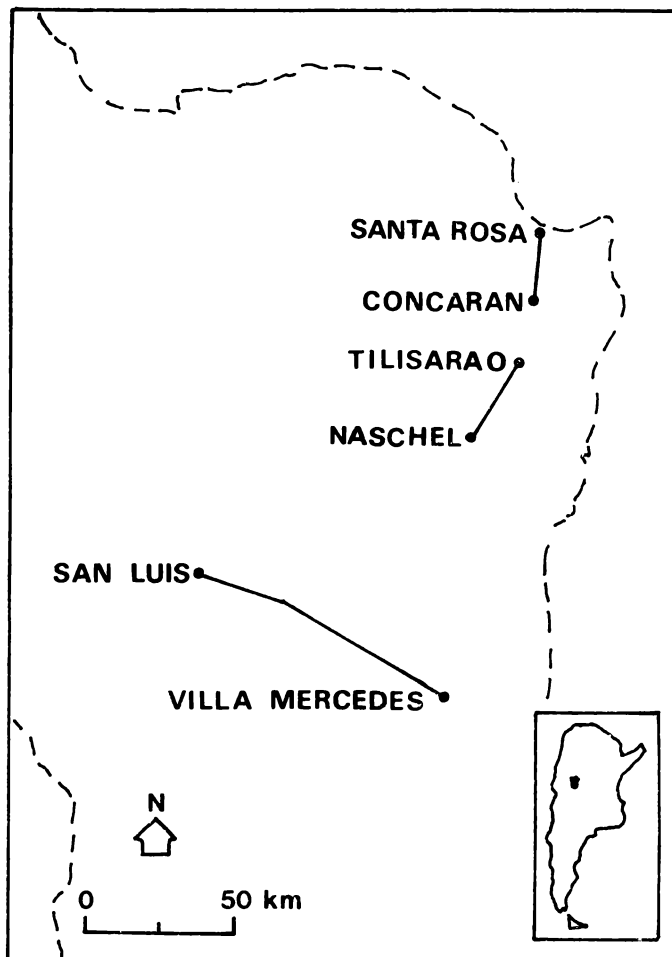 SANTA ROSA
CONCARAN
TILISARAO
NASCHEL
SAN LUIS
VILLA MERCEDES
N
0 50 km